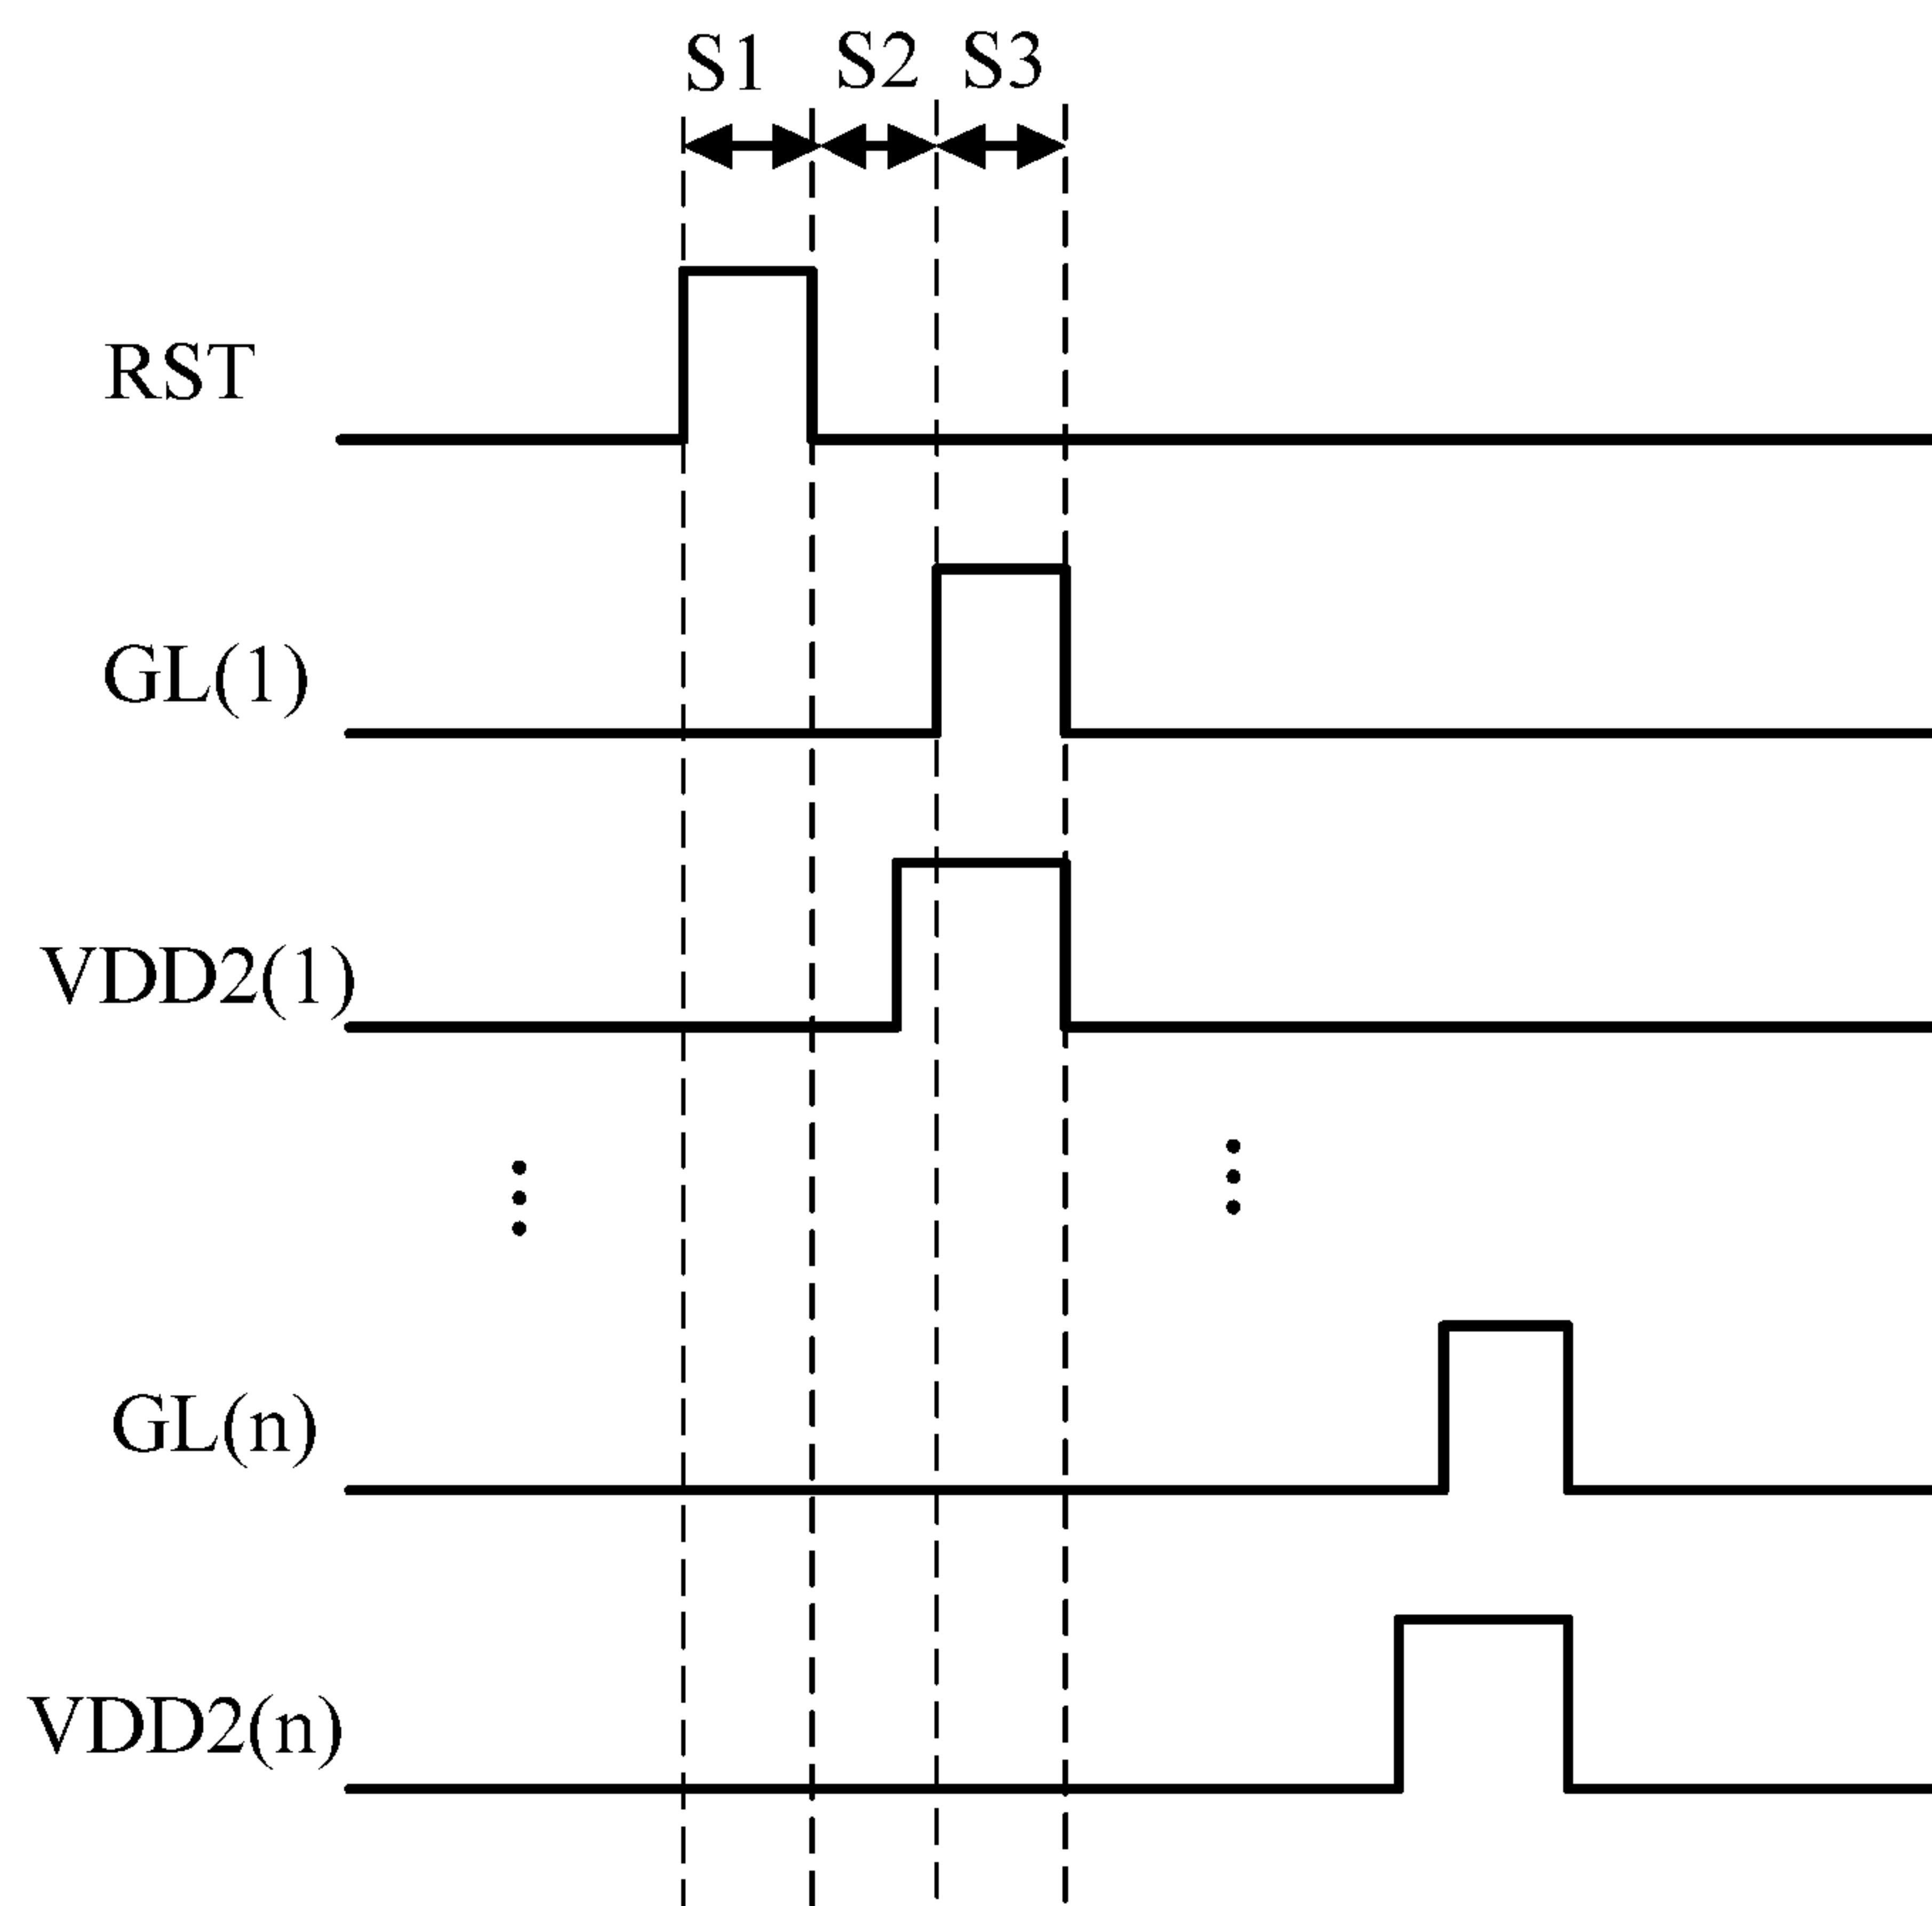 S1 S2 S3
RST
GL(1)
VDD2(1)
GL(n)
VDD2(n)